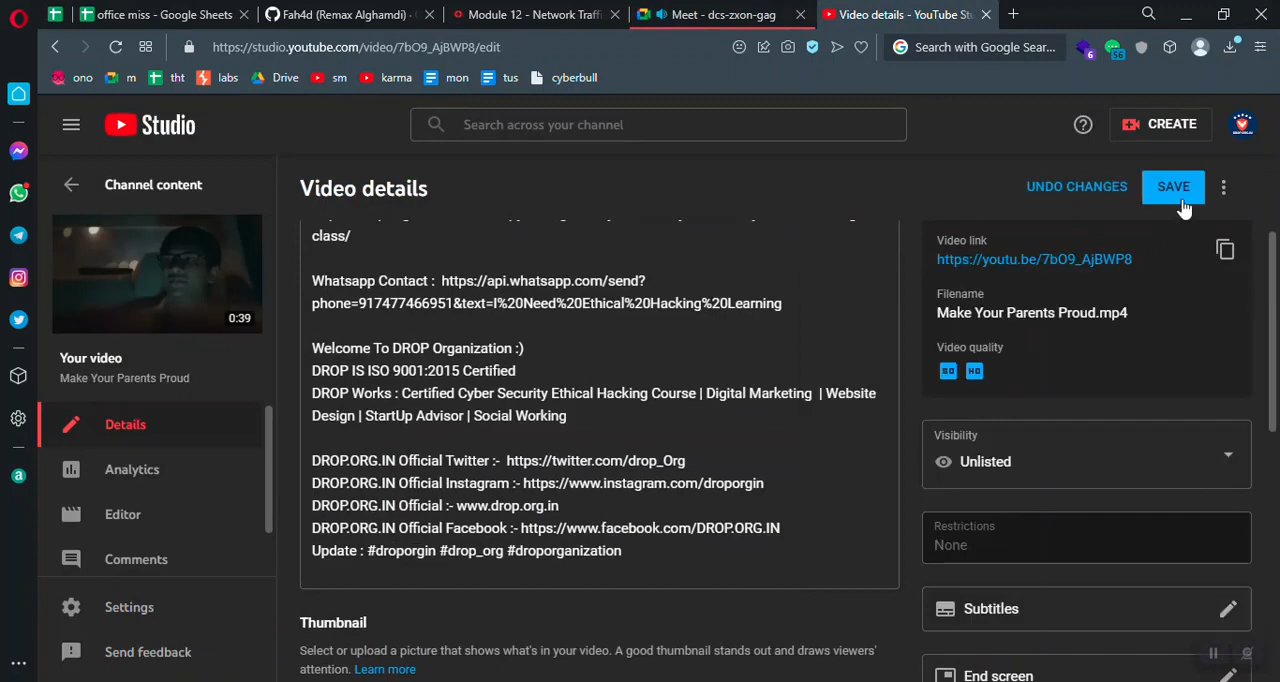 office miss - Google Sheets
Fah4d (Remax Alghamdi) ·
Module 12 - Network Traffi
Meet - dcs-zxon-gag
Video details - YouTube Stu
https://studio.youtube.com/video/7bO9_AjBWP8/edit
Search with Google Sear...
6
56
ono
m
tht
labs
Drive
sm
karma
mon
tus
cyberbull
Studio
Search across your channel
CREATE
Channel content
0:39
Your video
Make Your Parents Proud
Details
Analytics
Editor
Comments
Settings
Send feedback
Video details
UNDO CHANGES
SAVE
class/
Whatsapp Contact : https://api.whatsapp.com/send?
phone=917477466951&text=I%20Need%20Ethical%20Hacking%20Learning
Welcome To DROP Organization :)
DROP IS ISO 9001:2015 Certified
DROP Works : Certified Cyber Security Ethical Hacking Course | Digital Marketing | Website
Design | StartUp Advisor | Social Working
DROP.ORG.IN Official Twitter :- https://twitter.com/drop_Org
DROP.ORG.IN Official Instagram :- https://www.instagram.com/droporgin
DROP.ORG.IN Official :- www.drop.org.in
DROP.ORG.IN Official Facebook :- https://www.facebook.com/DROP.ORG.IN
Update : #droporgin #drop_org #droporganization
Thumbnail
Select or upload a picture that shows what's in your video. A good thumbnail stands out and draws viewers'
attention. Learn more
Video link
https://youtu.be/7bO9_AjBWP8
Filename
Make Your Parents Proud.mp4
Video quality
SD HD
Visibility
Unlisted
Restrictions
None
Subtitles
End screen